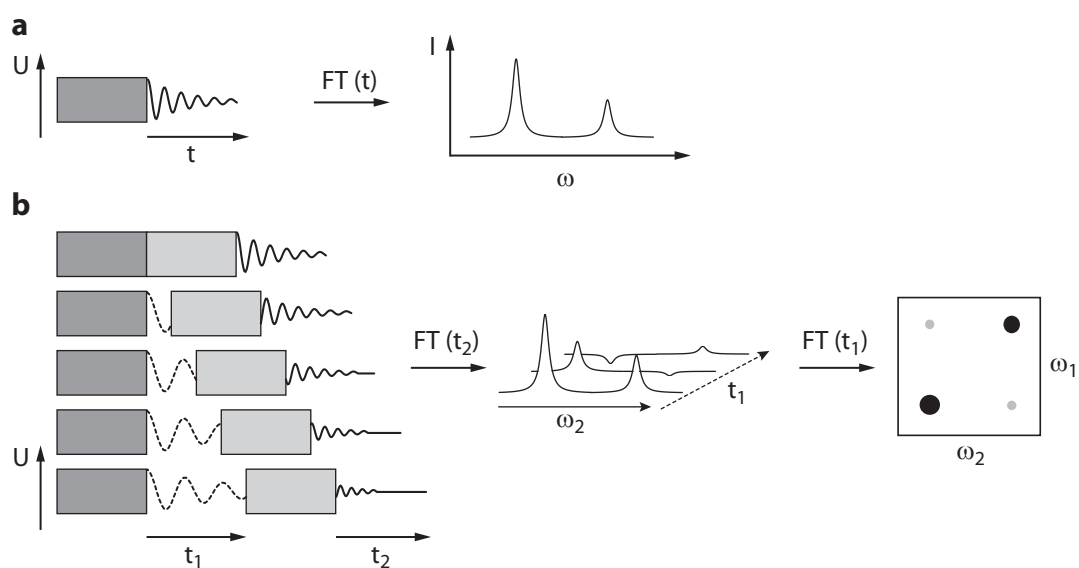 a
U
t
FT (t)
I
ω
b
U
t₁
t₂
FT (t₂)
ω₂
t₁
FT (t₁)
ω₁
ω₂